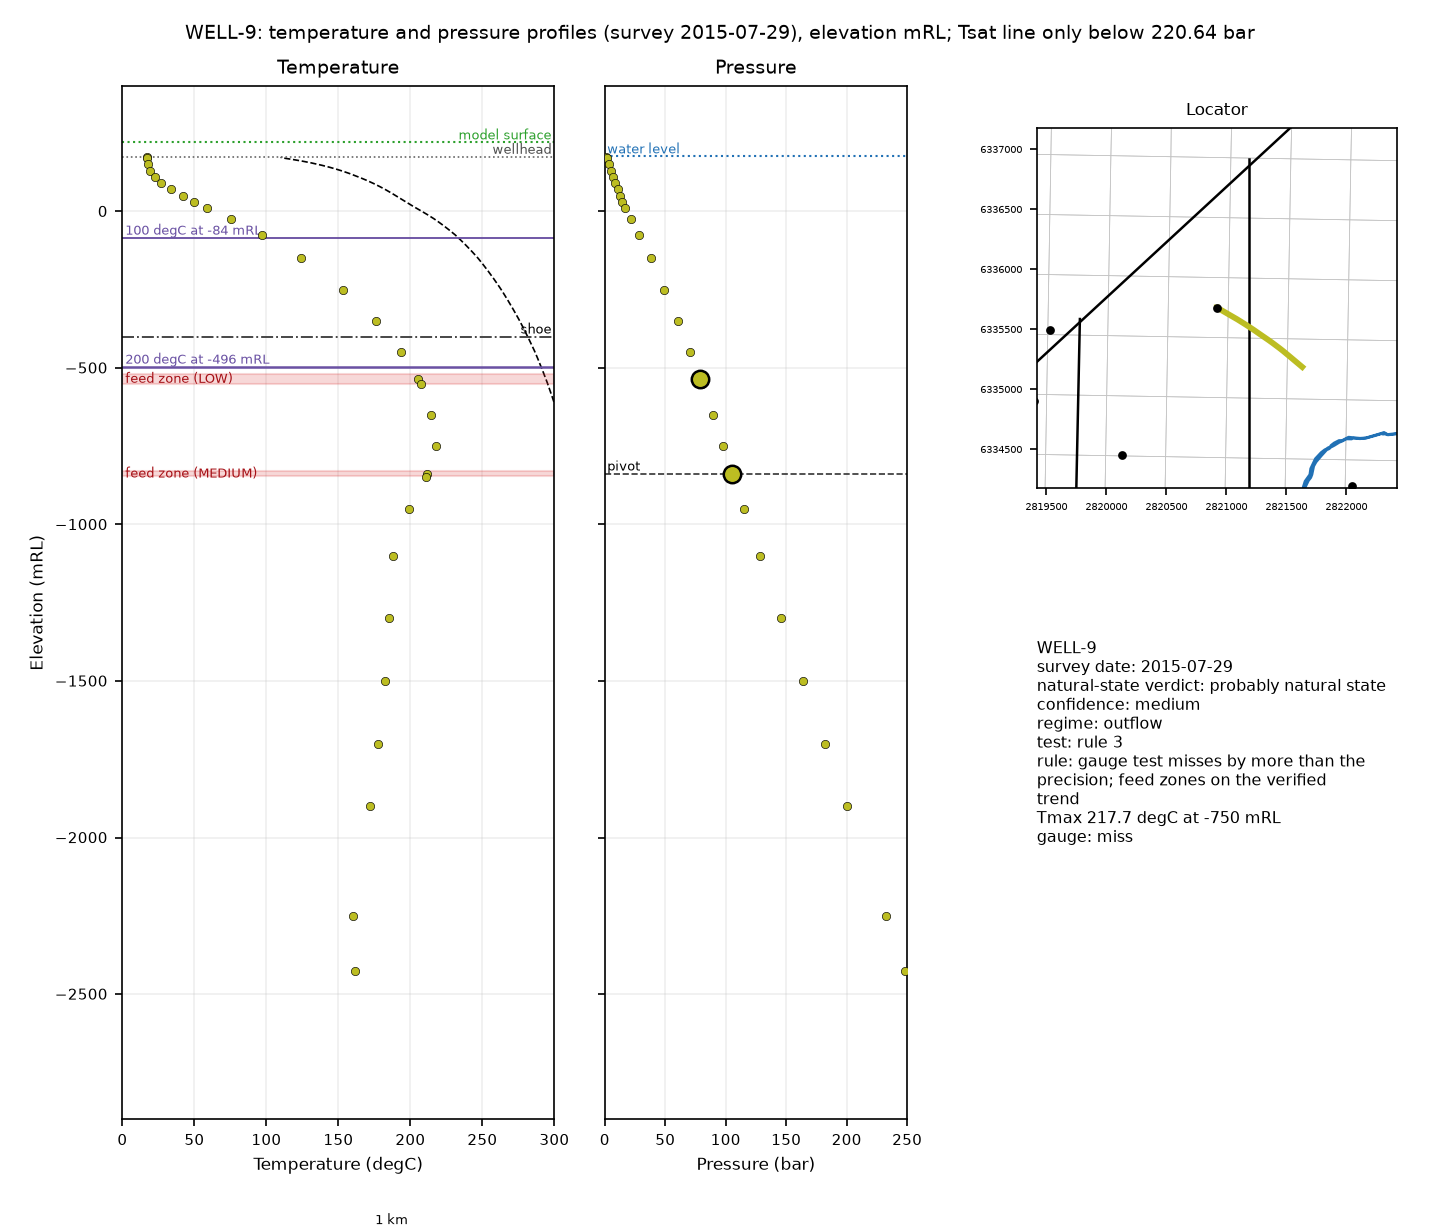 WELL-9: temperature and pressure profiles (survey 2015-07-29), elevation mRL; Tsat line only below 220.64 bar
Temperature
Pressure
Locator
model surface
wellhead
water level
100 degC at -84 mRL
shoe
200 degC at -496 mRL
feed zone (LOW)
feed zone (MEDIUM)
pivot
Elevation (mRL)
0
−500
−1000
−1500
−2000
−2500
0 50 100 150 200 250 300
Temperature (degC)
0 50 100 150 200 250
Pressure (bar)
6337000
6336500
6336000
6335500
6335000
6334500
2819500 2820000 2820500 2821000 2821500 2822000
WELL-9
survey date: 2015-07-29
natural-state verdict: probably natural state
confidence: medium
regime: outflow
test: rule 3
rule: gauge test misses by more than the
precision; feed zones on the verified
trend
Tmax 217.7 degC at -750 mRL
gauge: miss
1 km